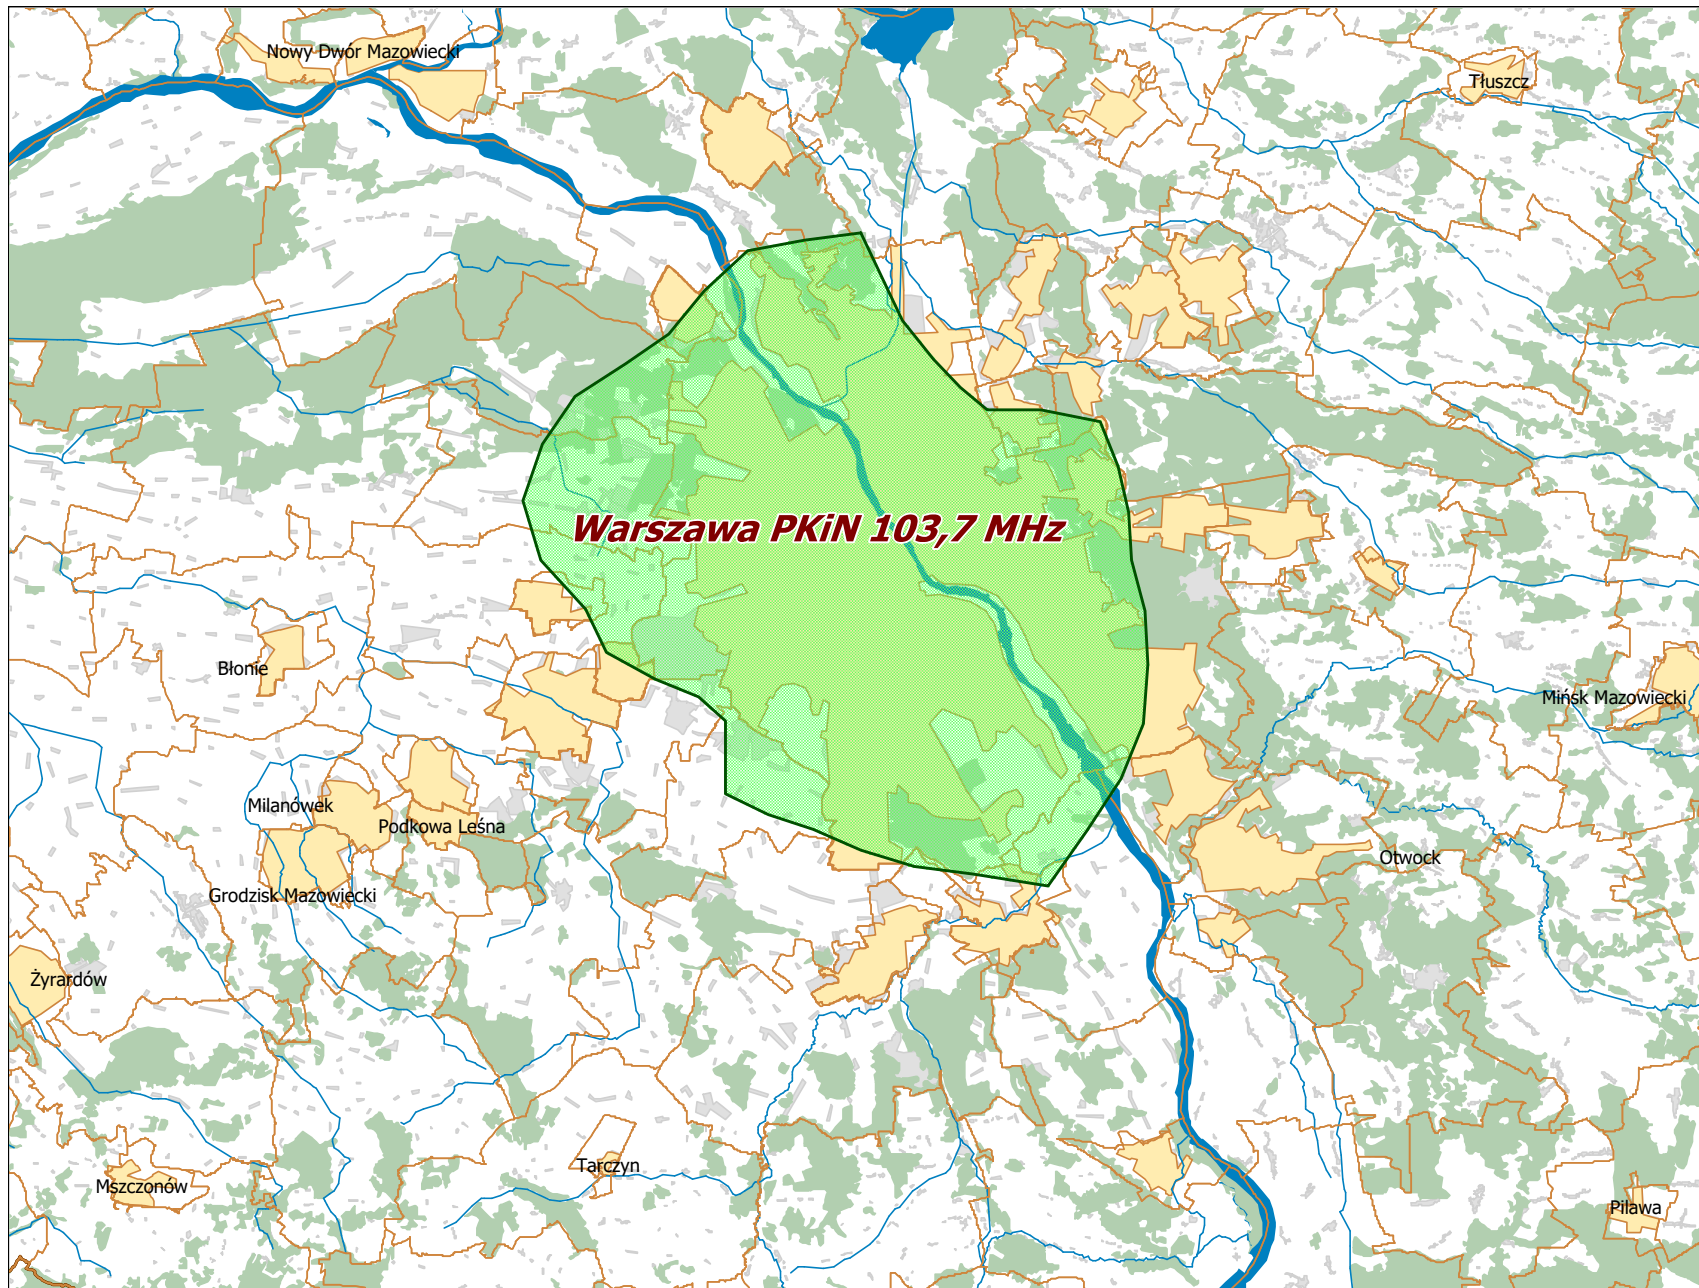 Nowy Dwór Mazowiecki
Tłuszcz
Warszawa PKiN 103,7 MHz
Błonie
Mińsk Mazowiecki
Milanówek
Podkowa Leśna
Otwock
Grodzisk Mazowiecki
Żyrardów
Tarczyn
Mszczonów
Pilawa